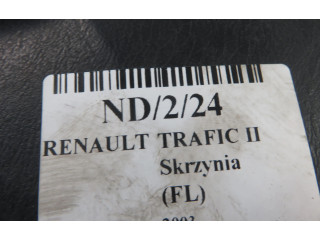 ND/2/24
RENAULT TRAFIC II
Skrzynia
(FL)